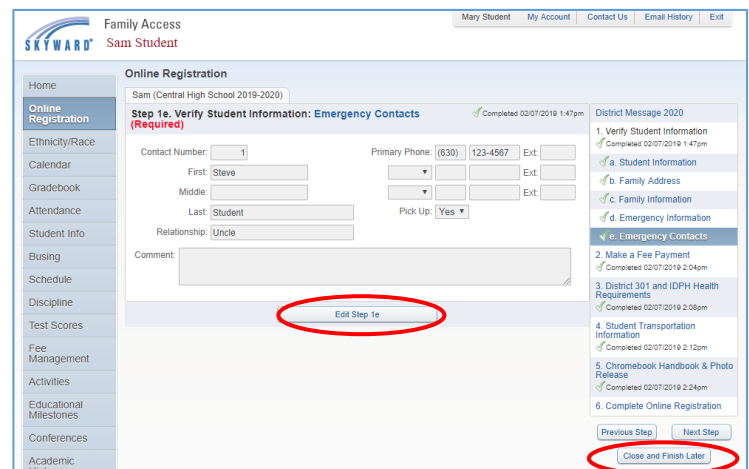 SKYWARD®
Family Access
Sam Student
Mary Student My Account Contact Us Email History Exit
Home
Online
Registration
Ethnicity/Race
Calendar
Gradebook
Attendance
Student Info
Busing
Schedule
Discipline
Test Scores
Fee
Management
Activities
Educational
Milestones
Conferences
Academic
Online Registration
Sam (Central High School 2019-2020)
Step 1e. Verify Student Information: Emergency Contacts
(Required)
Completed 02/07/2019 1:47pm
Contact Number: 1 Primary Phone: (630) 123-4567 Ext:
First: Steve Ext:
Middle: Ext:
Last: Student Pick Up: Yes
Relationship: Uncle
Comment:
Edit Step 1e
District Message 2020
1. Verify Student Information
Completed 02/07/2019 1:47pm
a. Student Information
b. Family Address
c. Family Information
d. Emergency Information
e. Emergency Contacts
2. Make a Fee Payment
Completed 02/07/2019 2:04pm
3. District 301 and IDPH Health
Requirements
Completed 02/07/2019 2:08pm
4. Student Transportation
Information
Completed 02/07/2019 2:12pm
5. Chromebook Handbook & Photo
Release
Completed 02/07/2019 2:24pm
6. Complete Online Registration
Previous Step Next Step
Close and Finish Later